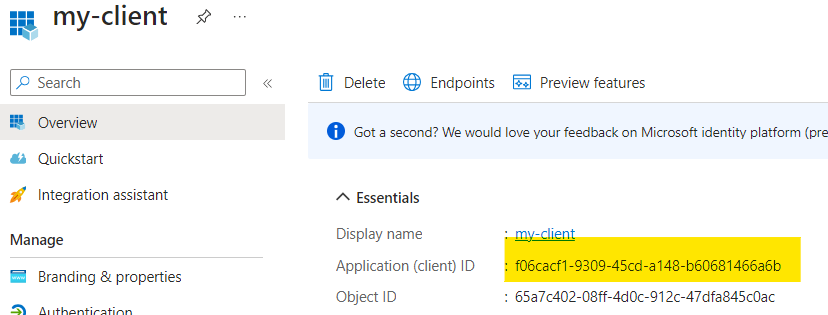 my-client
Search
Delete Endpoints Preview features
Overview
Got a second? We would love your feedback on Microsoft identity platform (pre
Quickstart
Integration assistant
Essentials
Display name : my-client
Manage
Application (client) ID : f06cacf1-9309-45cd-a148-b60681466a6b
Branding & properties
Object ID : 65a7c402-08ff-4d0c-912c-47dfa845c0ac
Authentication